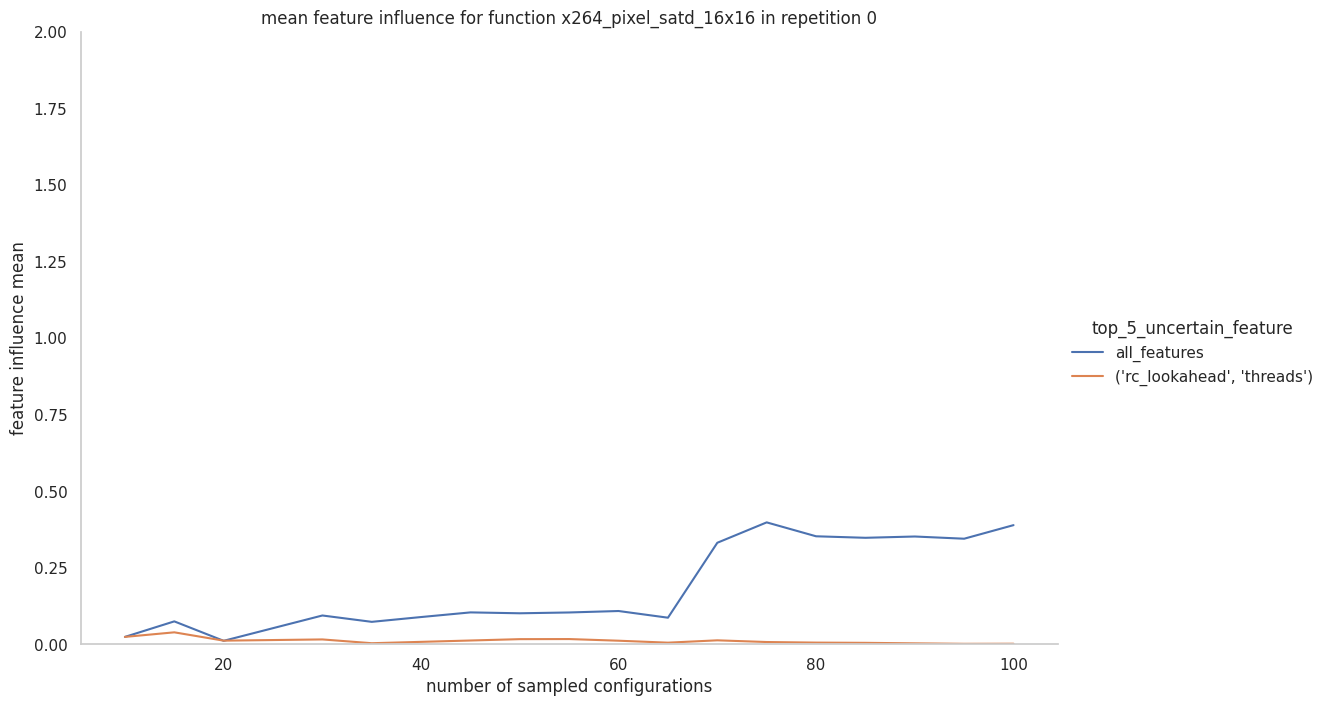 mean feature influence for function x264_pixel_satd_16x16 in repetition 0
2.00
1.75
1.50
1.25
1.00
0.75
0.50
0.25
0.00
feature influence mean
20
40
60
80
100
number of sampled configurations
top_5_uncertain_feature
all_features
('rc_lookahead', 'threads')